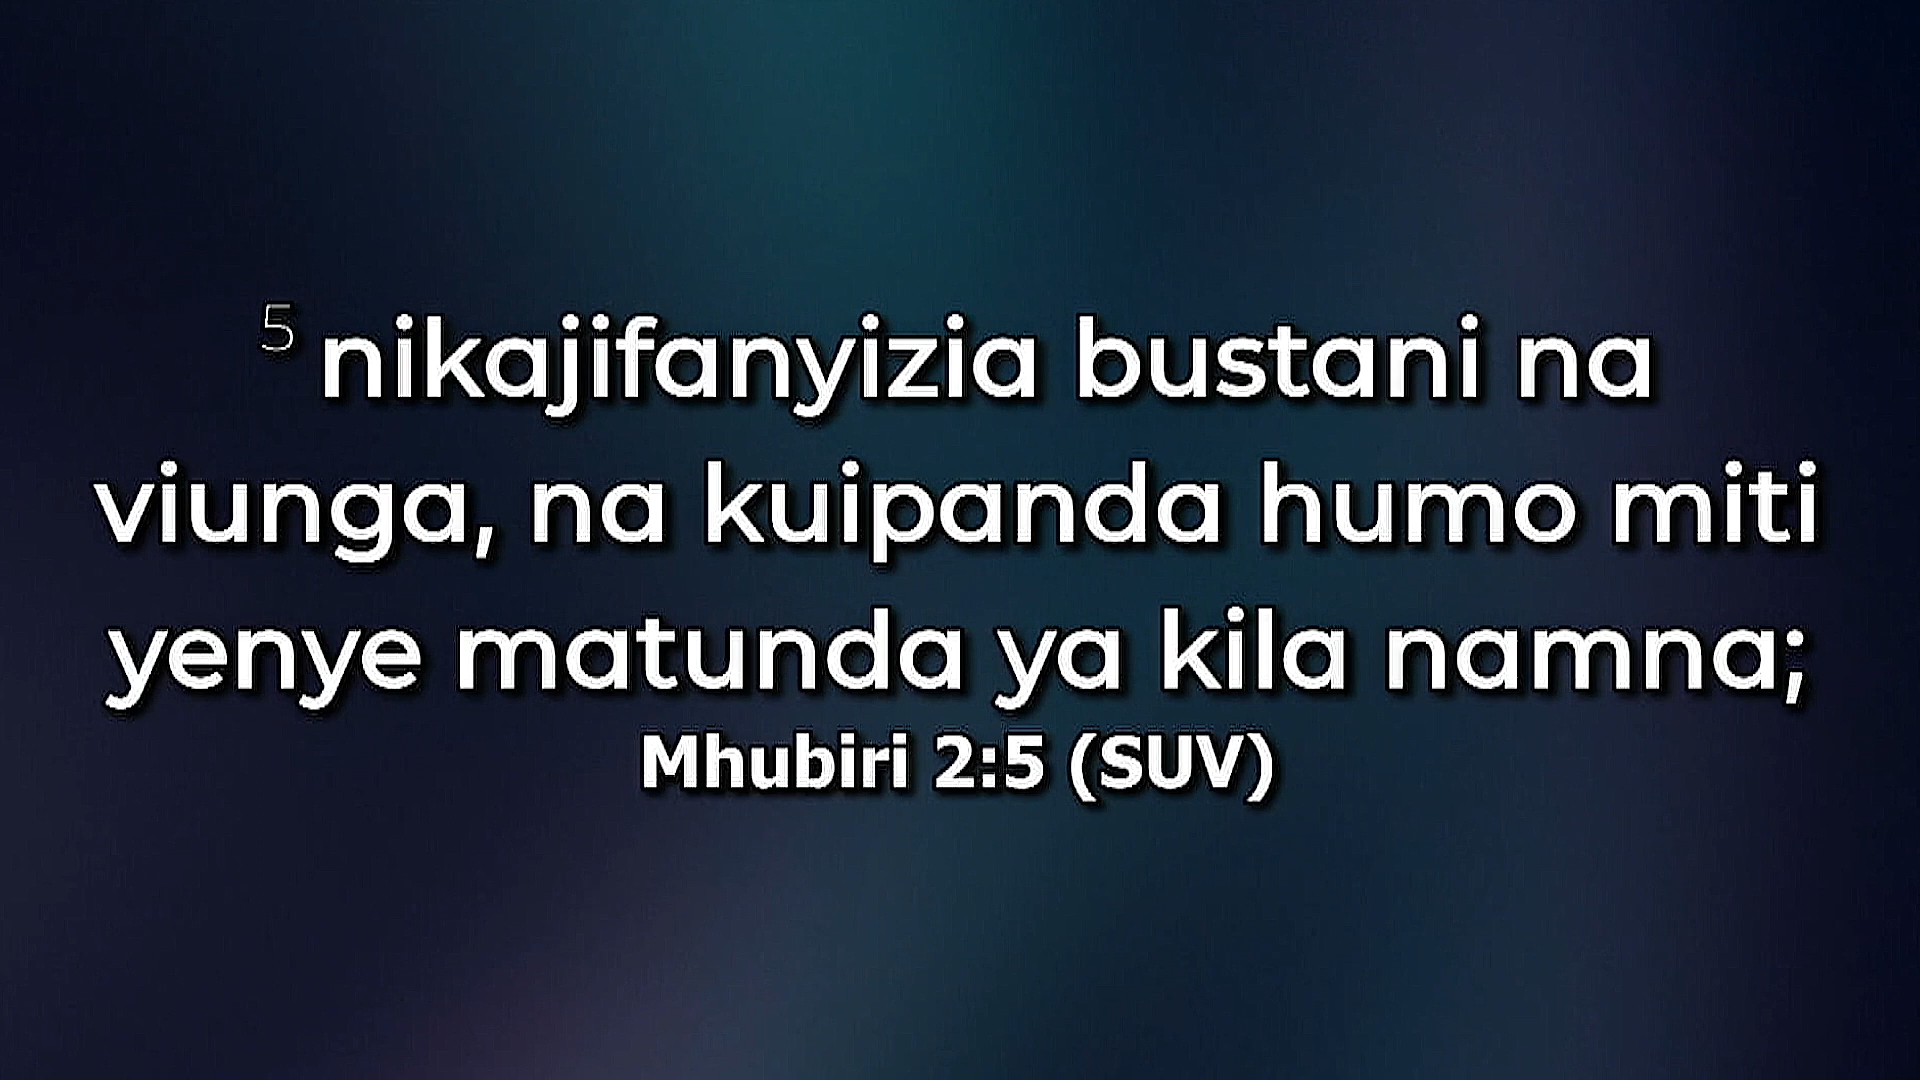 5 nikajifanyizia bustani na
viunga, na kuipanda humo miti
yenye matunda ya kila namna;
Mhubiri 2:5 (SUV)